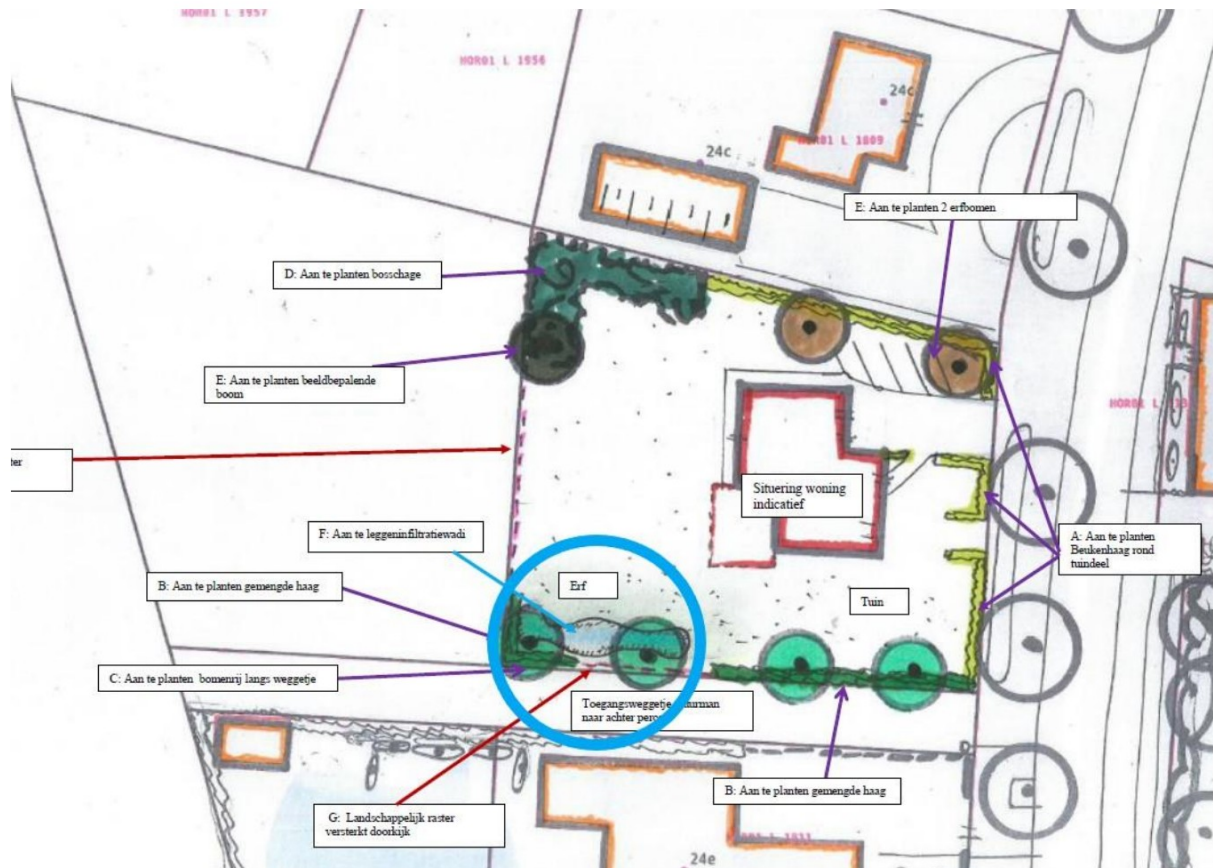 HOR01 L 1957
HOR01 L 1956
24c
HOR01 L 1809
24c
E: Aan te planten 2 erfbomen
D: Aan te planten bosschage
E: Aan te planten beeldbepalende
boom
HOR01 L
ter
Situering woning
indicatief
F: Aan te leggeninfiltratiewadi
A: Aan te planten
Beukenhaag rond
tuindeel
B: Aan te planten gemengde haag
Erf
Tuin
C: Aan te planten bomenrij langs weggetje
Toegangsweggetje
naar achter
B: Aan te planten gemengde haag
G: Landschappelijk raster
versterkt doorkijk
24e